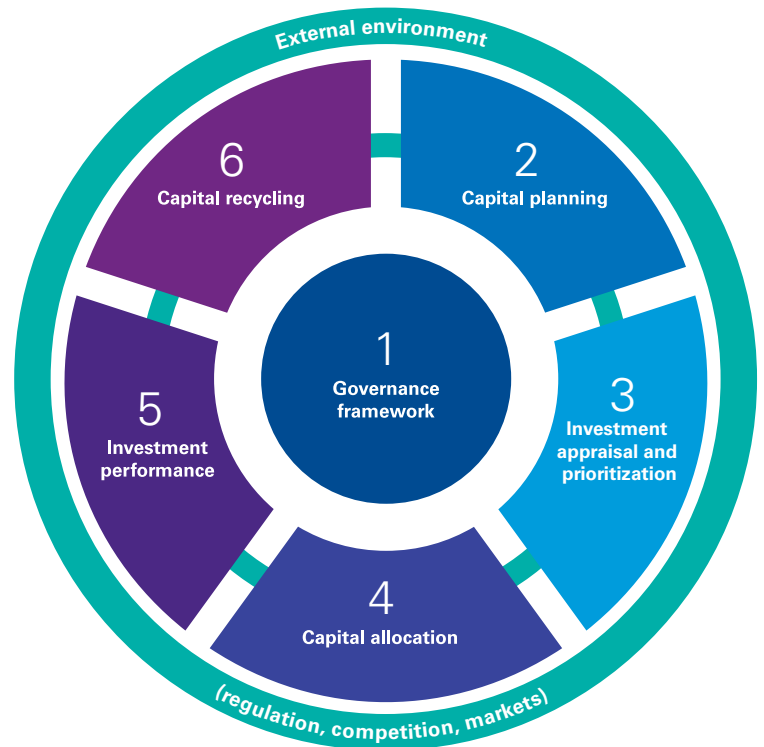 External environment
6
Capital recycling
2
Capital planning
1
Governance
framework
3
Investment
appraisal and
prioritization
5
Investment
performance
4
Capital allocation
(regulation, competition, markets)